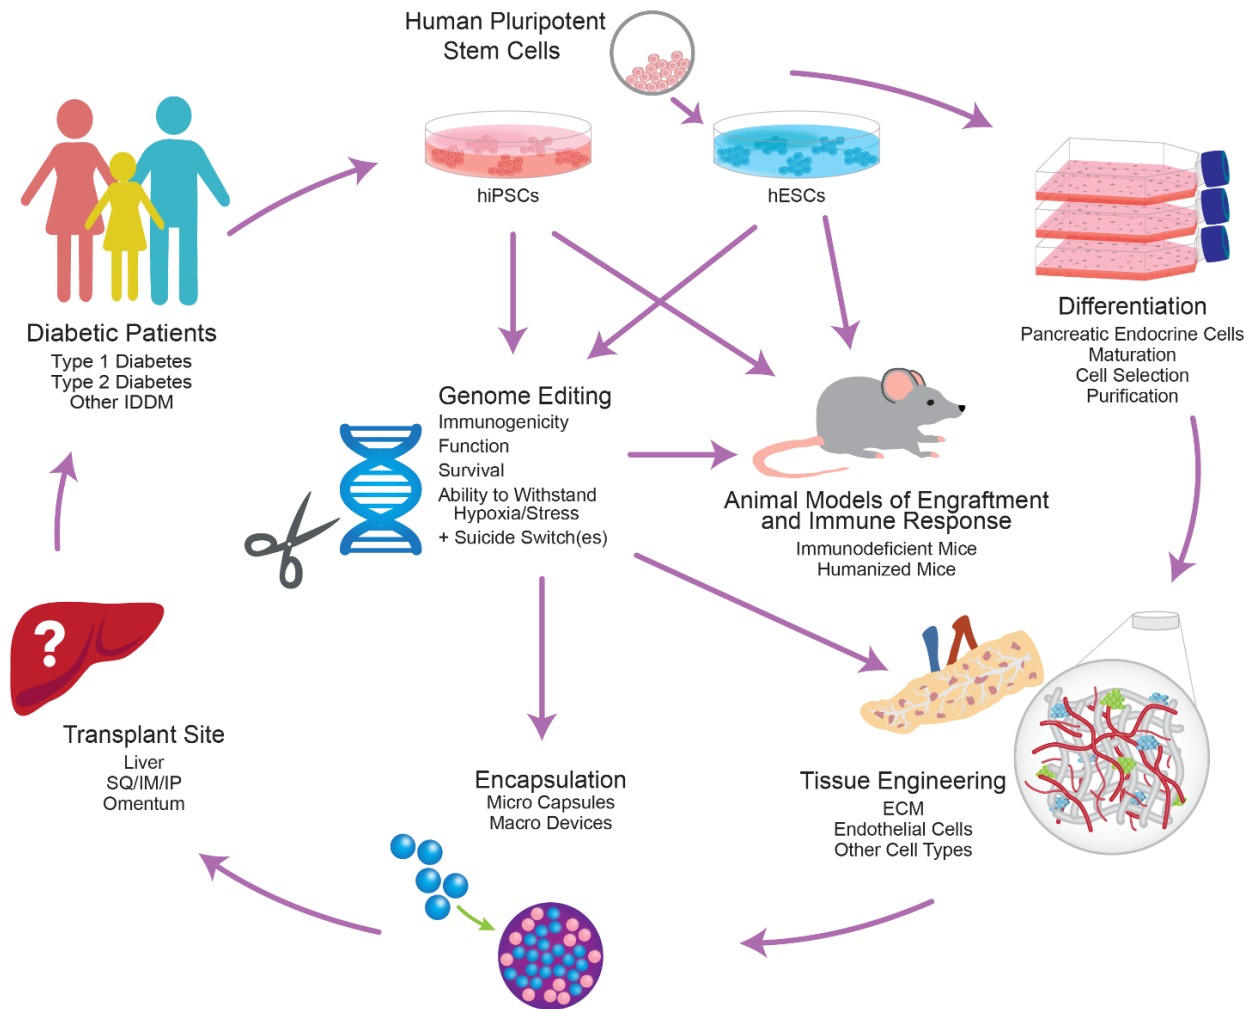 Human Pluripotent
Stem Cells
hiPSCs
hESCs
Diabetic Patients
Type 1 Diabetes
Type 2 Diabetes
Other IDDM
Differentiation
Pancreatic Endocrine Cells
Maturation
Cell Selection
Purification
Genome Editing
Immunogenicity
Function
Survival
Ability to Withstand
Hypoxia/Stress
+ Suicide Switch(es)
Animal Models of Engraftment
and Immune Response
Immunodeficient Mice
Humanized Mice
?
Transplant Site
Liver
SQ/IM/IP
Omentum
Encapsulation
Micro Capsules
Macro Devices
Tissue Engineering
ECM
Endothelial Cells
Other Cell Types